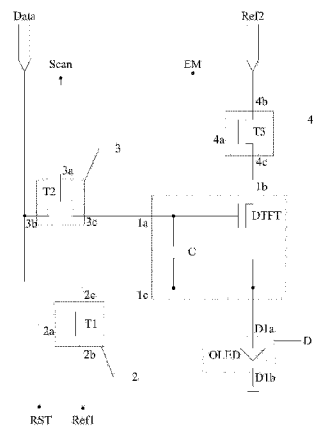 Data Ref2
Scan EM
4b
4a T3 4
4c
3
3a 1b
T2
DTFT
3b 3c 1a
C
2c 1c
2a T1
D1a
2b D
OLED
2 D1b
RST Ref1